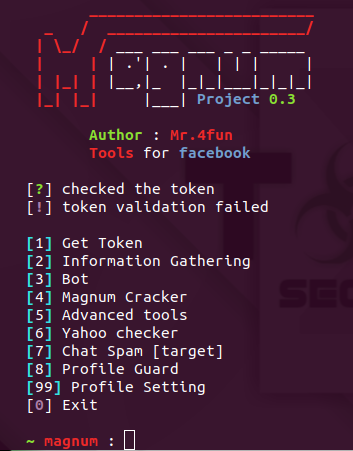 Project 0.3
Author : Mr.4fun
Tools for facebook
[?] checked the token
[!] token validation failed
[1] Get Token
[2] Information Gathering
[3] Bot
[4] Magnum Cracker
[5] Advanced tools
[6] Yahoo checker
[7] Chat Spam [target]
[8] Profile Guard
[99] Profile Setting
[0] Exit
~ magnum :